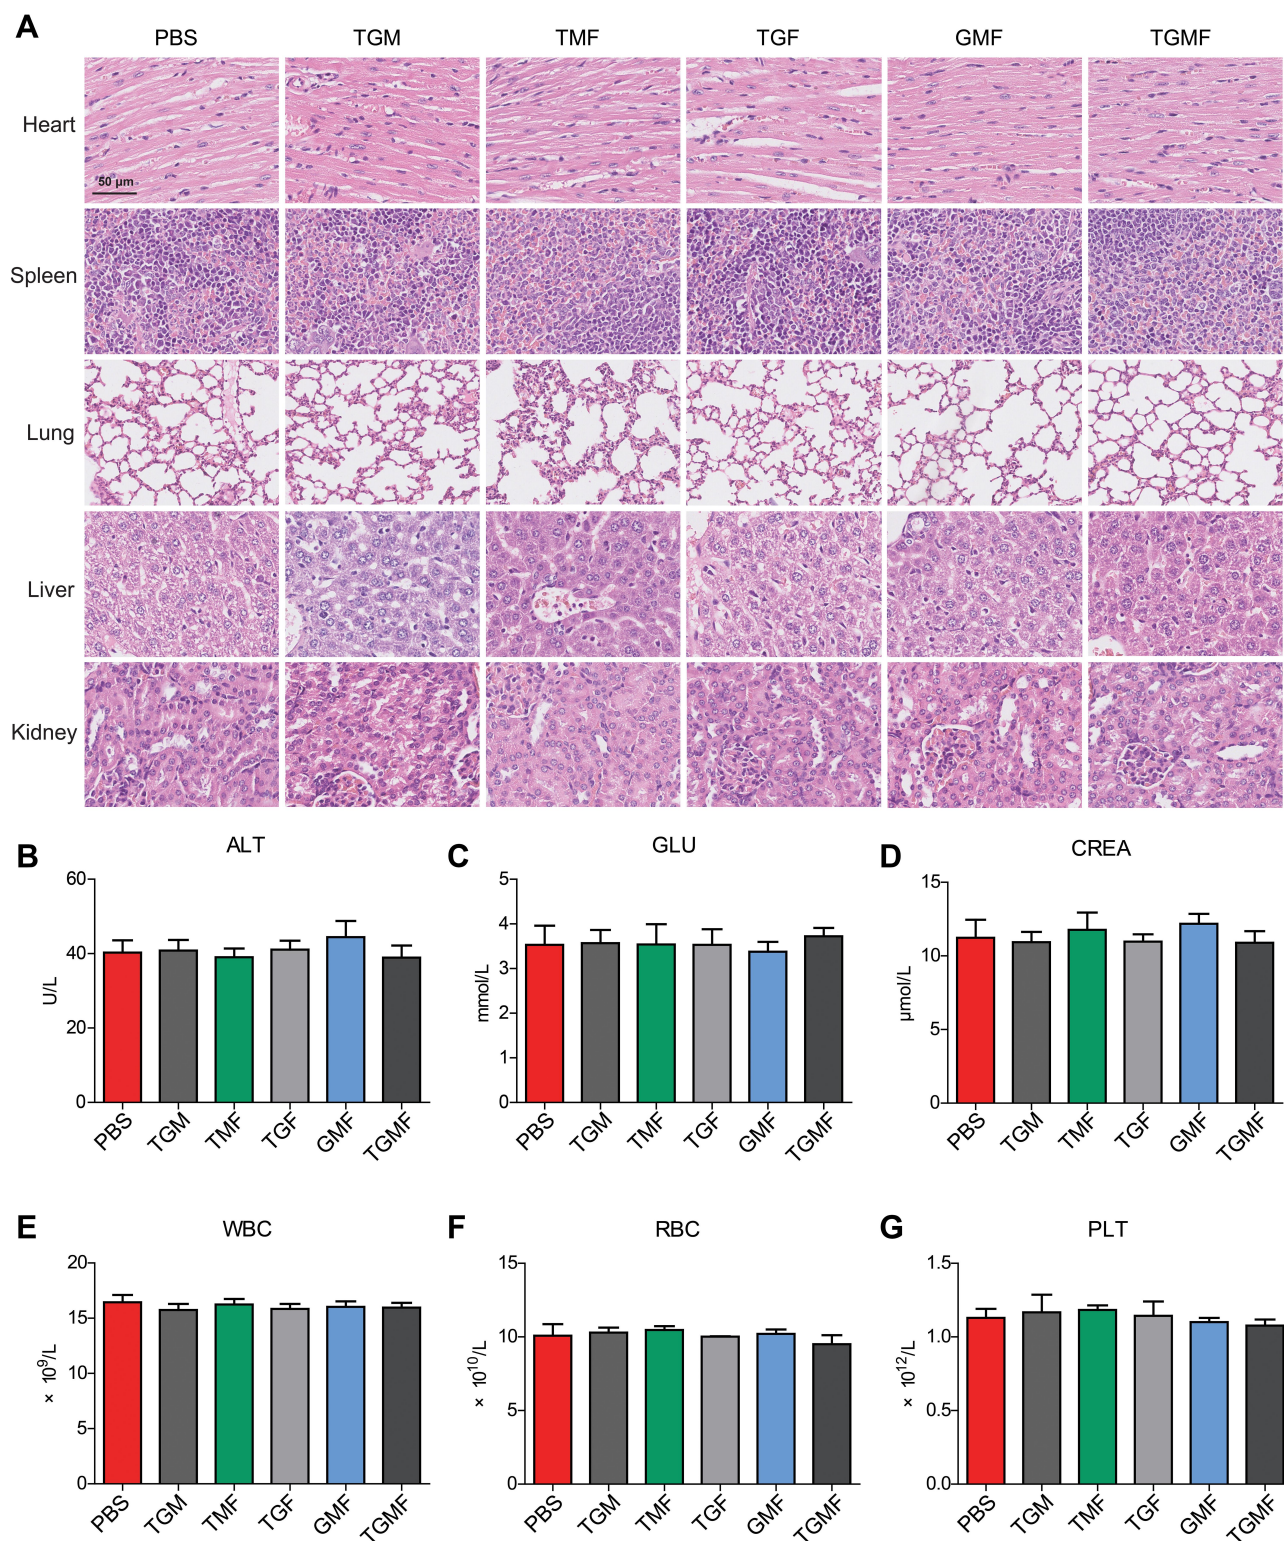 A
PBS TGM TMF TGF GMF TGMF
Heart
50 µm
Spleen
Lung
Liver
Kidney
B ALT
U/L
60
40
20
0
PBS TGM TMF TGF GMF TGMF
C GLU
mmol/L
5
4
3
2
1
0
PBS TGM TMF TGF GMF TGMF
D CREA
µmol/L
15
10
5
0
PBS TGM TMF TGF GMF TGMF
E WBC
× 10⁹/L
20
15
10
5
0
PBS TGM TMF TGF GMF TGMF
F RBC
× 10¹⁰/L
15
10
5
0
PBS TGM TMF TGF GMF TGMF
G PLT
× 10¹²/L
1.5
1.0
0.5
0.0
PBS TGM TMF TGF GMF TGMF